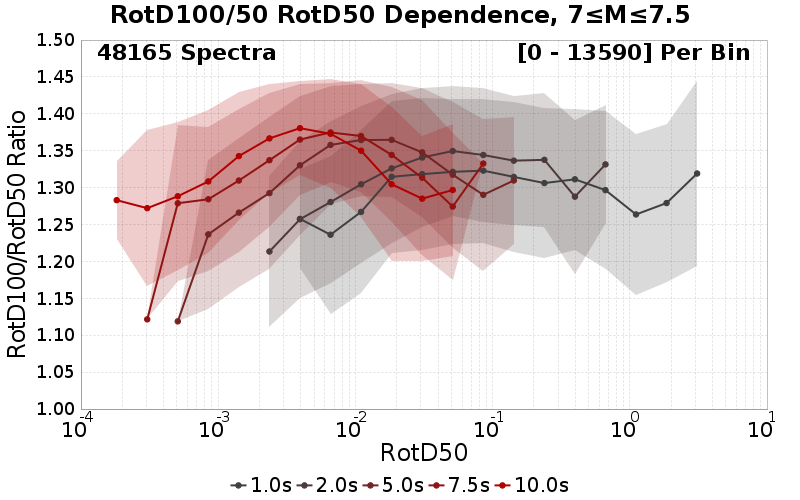 RotD100/50 RotD50 Dependence, 7≤M≤7.5
48165 Spectra
[0 - 13590] Per Bin
RotD100/RotD50 Ratio
1.50
1.45
1.40
1.35
1.30
1.25
1.20
1.15
1.10
1.05
1.00
10^-4 10^-3 10^-2 10^-1 10^0 10^1
RotD50
1.0s 2.0s 5.0s 7.5s 10.0s